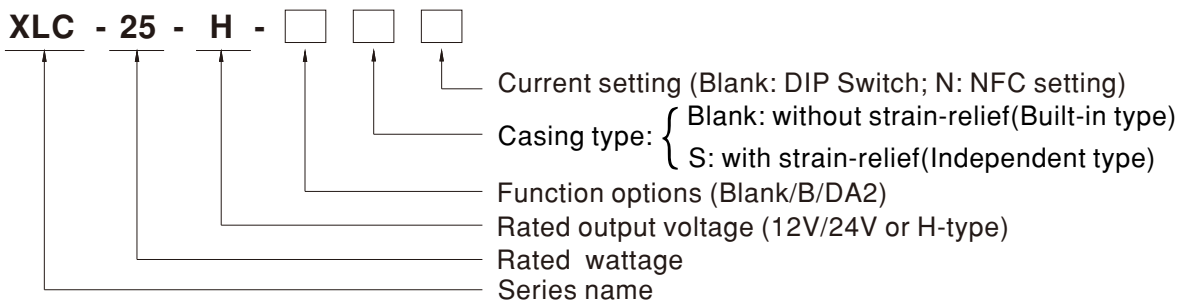 XLC - 25 - H -
Current setting (Blank: DIP Switch; N: NFC setting)
Casing type: { Blank: without strain-relief(Built-in type)
S: with strain-relief(Independent type)
Function options (Blank/B/DA2)
Rated output voltage (12V/24V or H-type)
Rated wattage
Series name